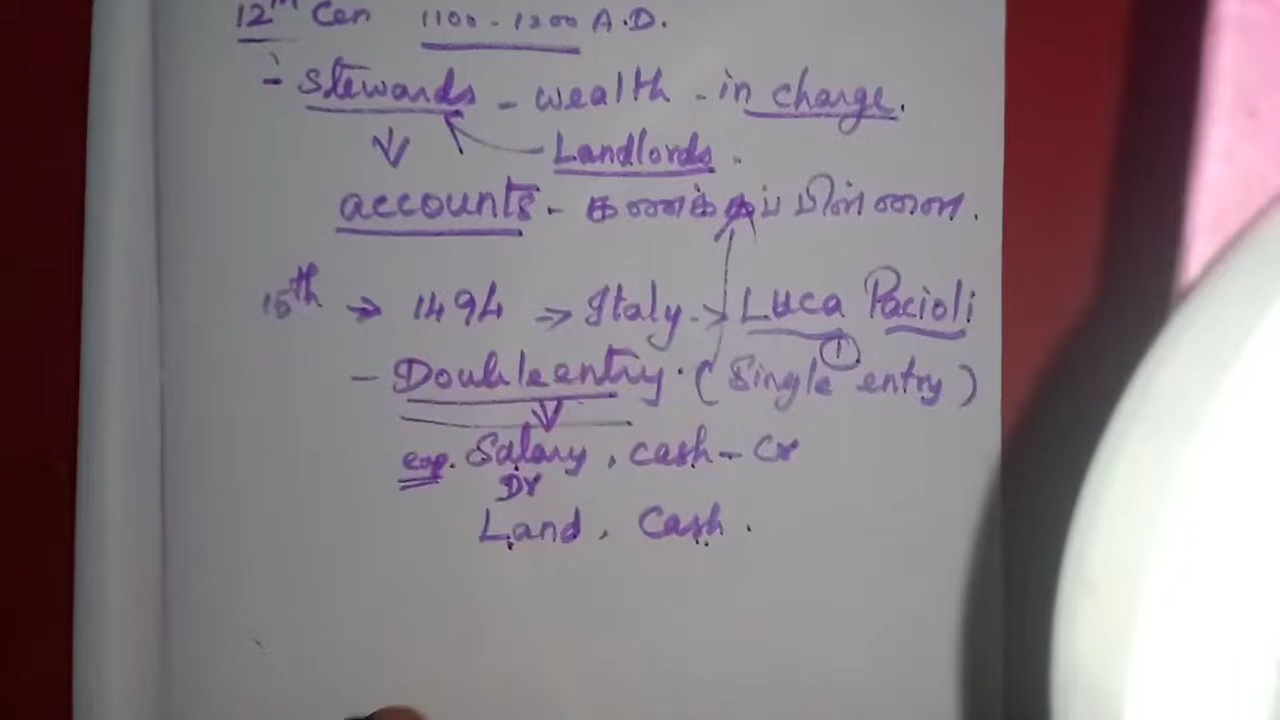 12th Cen 1100 - 1200 A.D.
- Stewards - wealth - in charge.
Landlords.
accounts - கணக்குப் பிள்ளை.
15th → 1494 → Italy → Luca Pacioli
- Double entry. (Single entry) 1
exp. Salary, cash - Cr
Dr
Land, Cash.